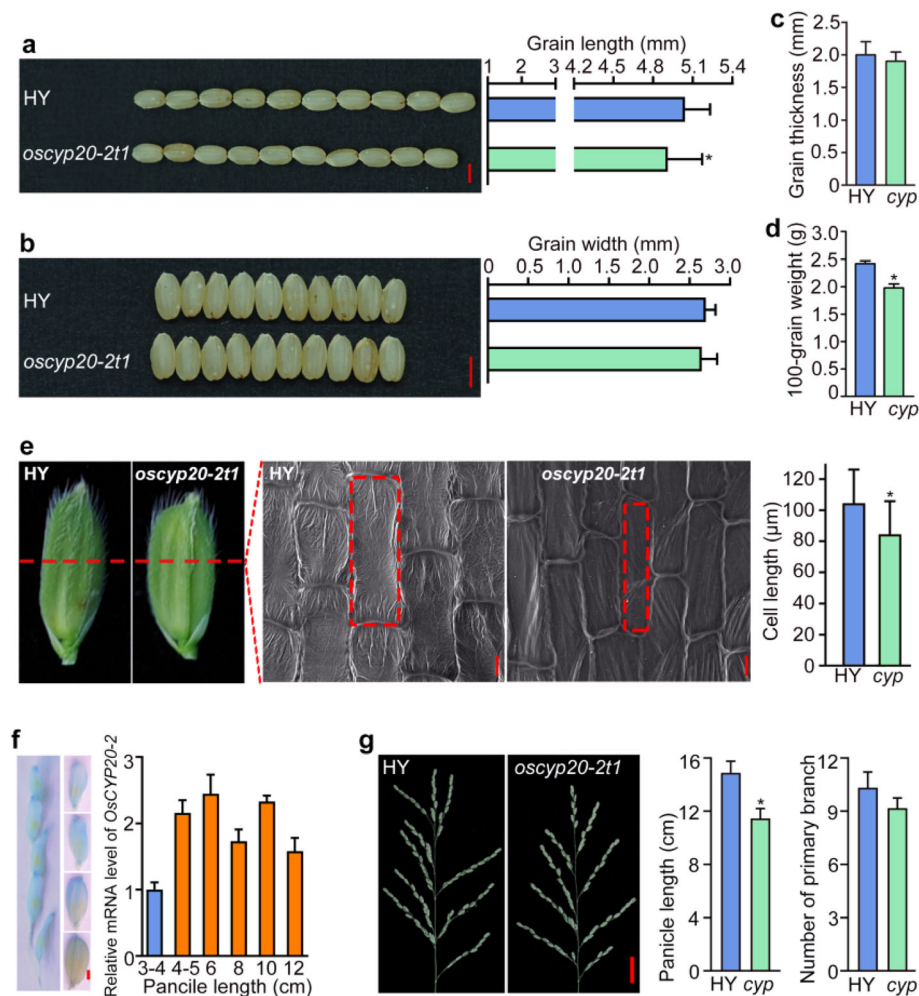 a
HY
oscyp20-2t1
Grain length (mm)
1 2 3 4.2 4.5 4.8 5.1 5.4
*
c
Grain thickness (mm)
2.5
2.0
1.5
1.0
0.5
0
HY cyp
b
HY
oscyp20-2t1
Grain width (mm)
0 0.5 1.0 1.5 2.0 2.5 3.0
d
100-grain weight (g)
3.0
2.5
2.0
1.5
1.0
0.5
0
*
HY cyp
e
HY
oscyp20-2t1
HY
oscyp20-2t1
Cell length (µm)
120
100
80
60
40
20
0
*
HY cyp
f
Relative mRNA level of OsCYP20-2
3
2
1
0
3-4 4-5 6 8 10 12
Pancile length (cm)
g
HY
oscyp20-2t1
Panicle length (cm)
16
12
8
4
0
*
HY cyp
Number of primary branch
12
9
6
3
0
HY cyp